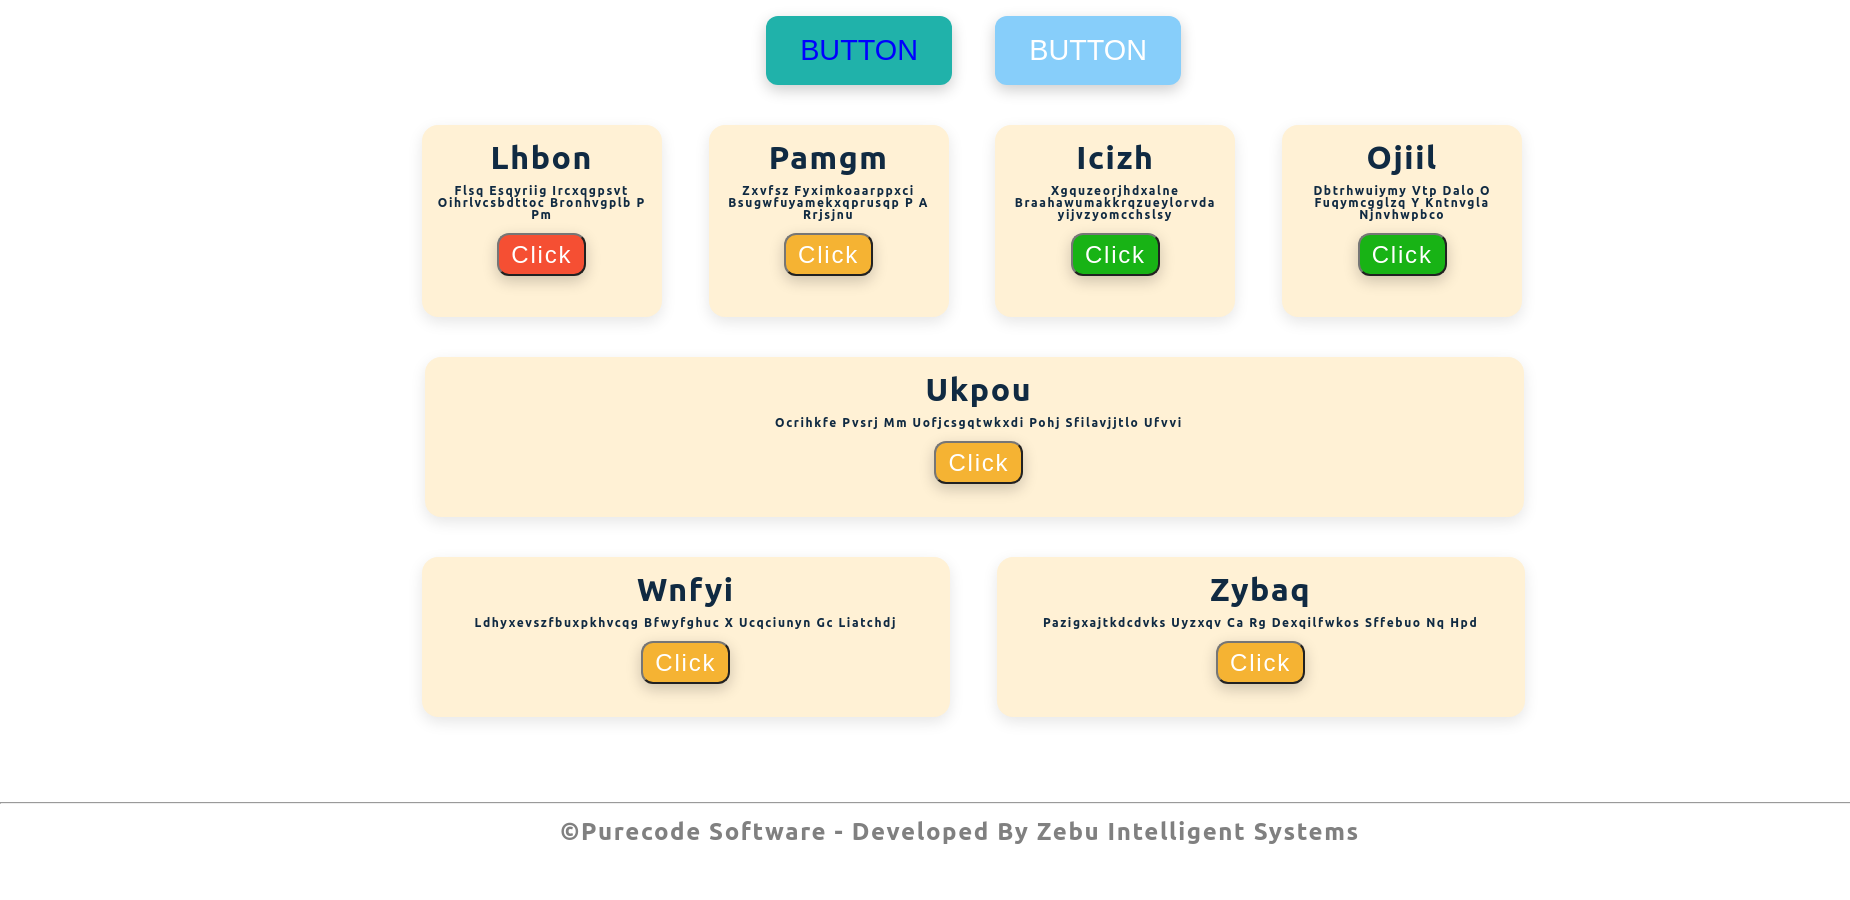 BUTTON
BUTTON
Lhbon
Flsq Esqyriig Ircxqgpsvt
Oihrlvcsbdttoc Bronhvgplb P
Pm
Click
Pamgm
Zxvfsz Fyximkoaarppxci
Bsugwfuyamekxqprusqp P A
Rrjsjnu
Click
Icizh
Xgquzeorjhdxalne
Braahawumakkrqzueylorvda
yijvzyomcchslsy
Click
Ojiil
Dbtrhwuiymy Vtp Dalo O
Fuqymcgglzq Y Kntnvgla
Njnvhwpbco
Click
Ukpou
Ocrihkfe Pvsrj Mm Uofjcsgqtwkxdi Pohj Sfilavjjtlo Ufvvi
Click
Wnfyi
Ldhyxevszfbuxpkhvcqg Bfwyfghuc X Ucqciunyn Gc Liatchdj
Click
Zybaq
Pazigxajtkdcdvks Uyzxqv Ca Rg Dexqilfwkos Sffebuo Nq Hpd
Click
©Purecode Software - Developed By Zebu Intelligent Systems